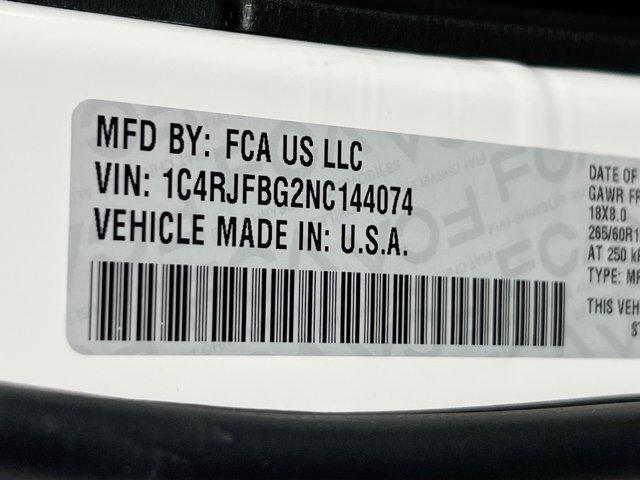 MFD BY: FCA US LLC
VIN: 1C4RJFBG2NC144074
VEHICLE MADE IN: U.S.A.
DATE OF
GAWR FR
18X8.0
265/60R1
AT 250 k
TYPE: M
THIS VEH